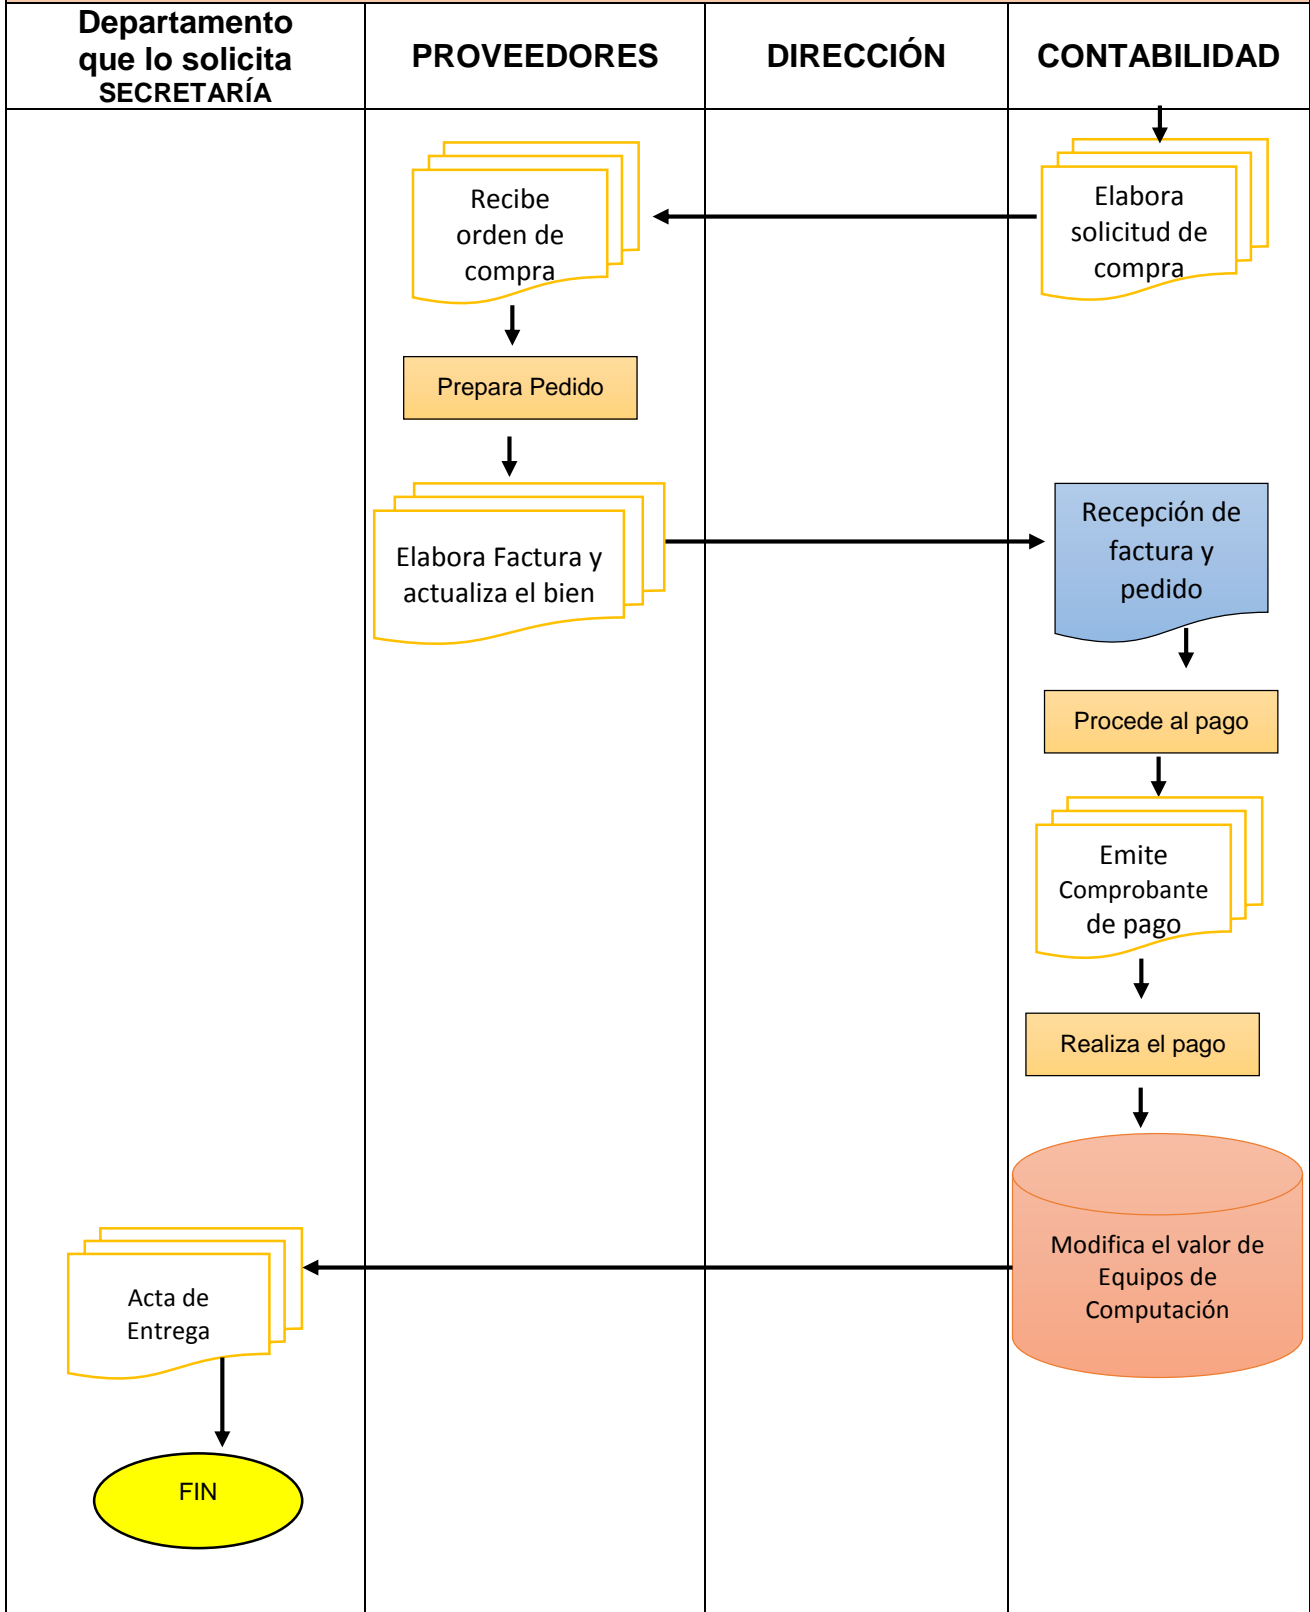 Departamento
que lo solicita
SECRETARÍA
PROVEEDORES
DIRECCIÓN
CONTABILIDAD
Recibe
orden de
compra
Elabora
solicitud de
compra
Prepara Pedido
Elabora Factura y
actualiza el bien
Recepción de
factura y
pedido
Procede al pago
Emite
Comprobante
de pago
Realiza el pago
Modifica el valor de
Equipos de
Computación
Acta de
Entrega
FIN